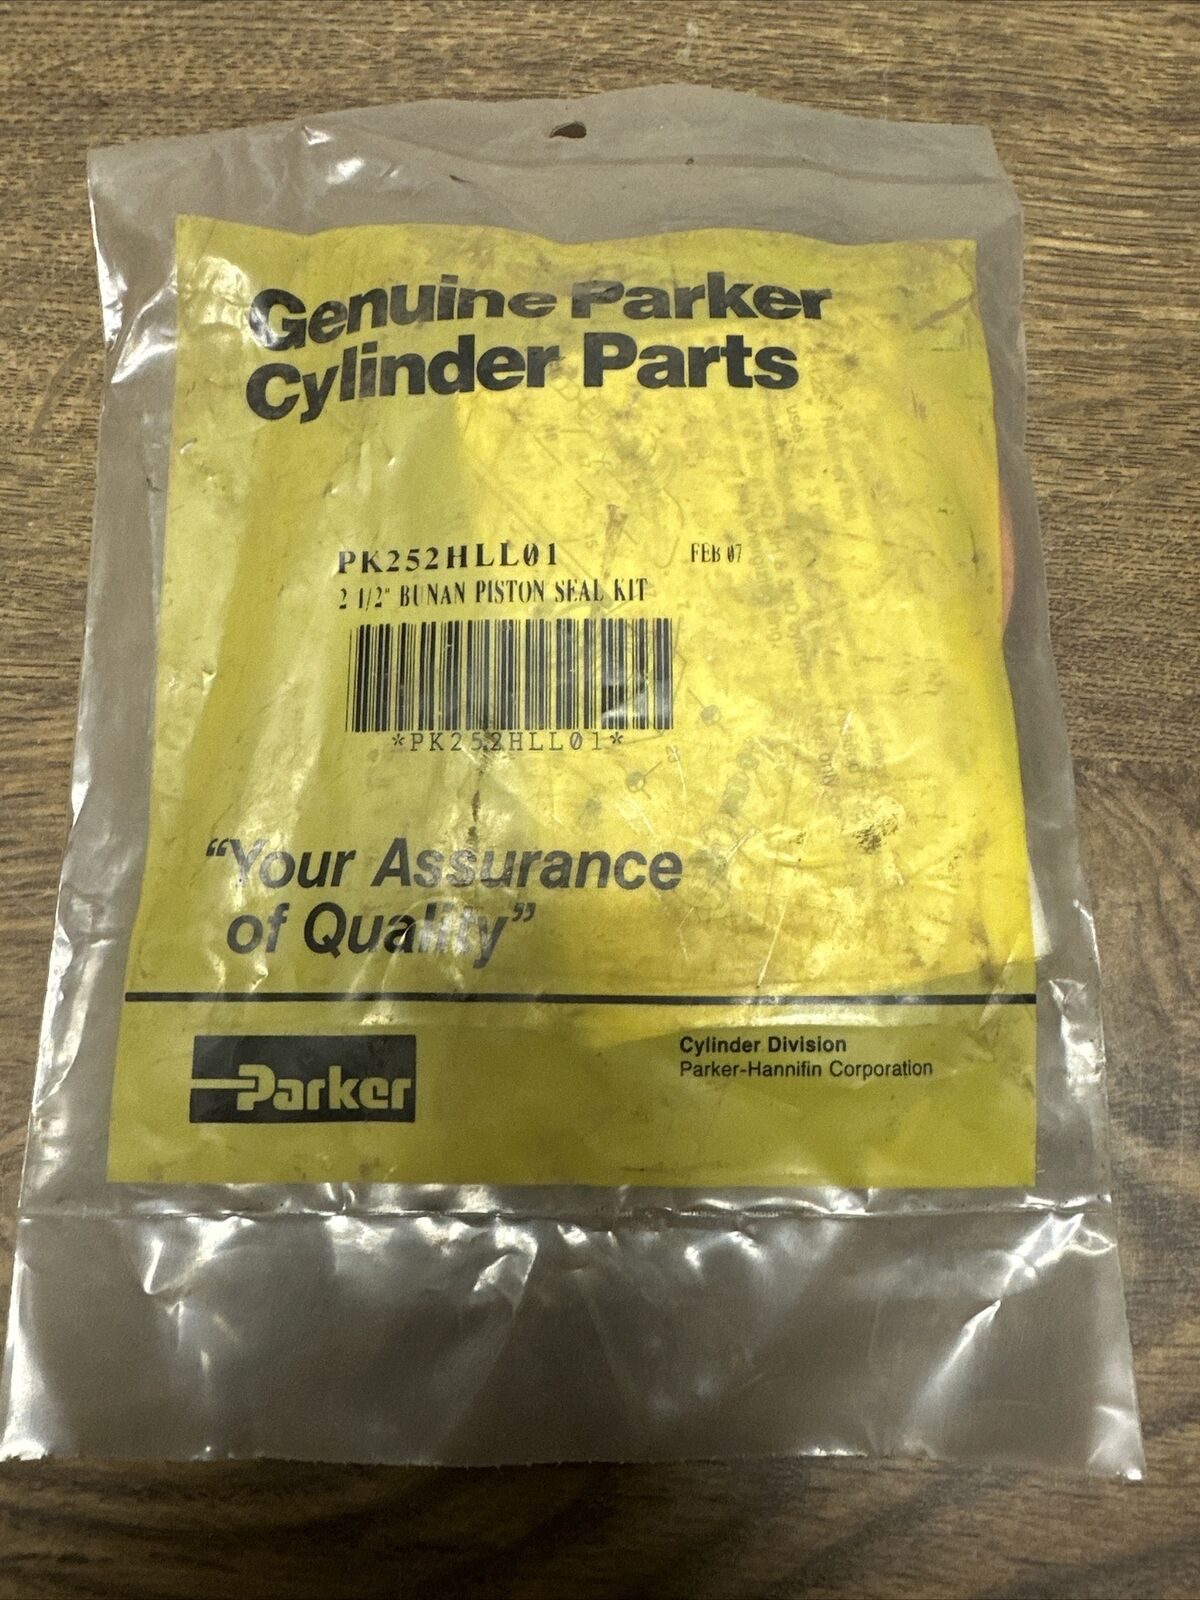 Genuine Parker
Cylinder Parts
PK252HLL01 FEB 07
2 1/2" BUNAN PISTON SEAL KIT
*PK252HLL01*
"Your Assurance
of Quality"
Parker
Cylinder Division
Parker-Hannifin Corporation